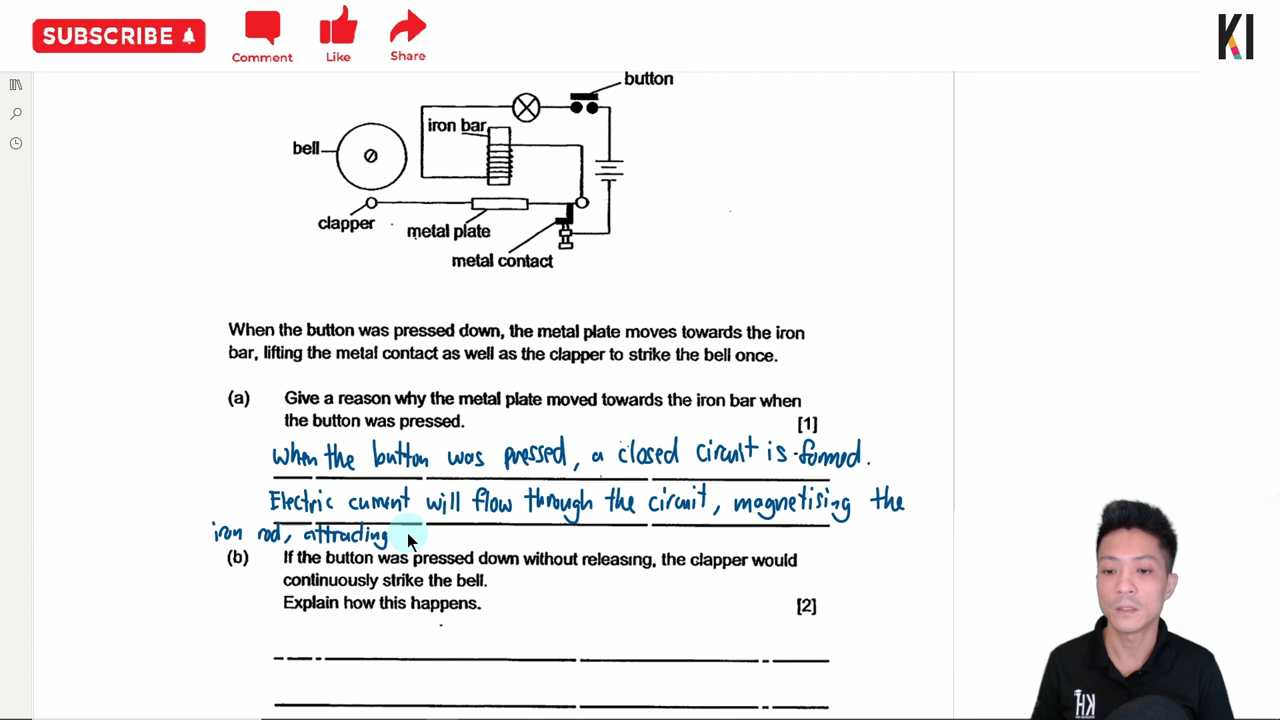 SUBSCRIBE
Comment
Like
Share
KI
button
iron bar
bell
clapper
metal plate
metal contact
When the button was pressed down, the metal plate moves towards the iron
bar, lifting the metal contact as well as the clapper to strike the bell once.
(a) Give a reason why the metal plate moved towards the iron bar when
the button was pressed. [1]
When the button was pressed, a closed circuit is formed.
Electric current will flow through the circuit, magnetising the
iron rod, attracting
(b) If the button was pressed down without releasing, the clapper would
continuously strike the bell.
Explain how this happens. [2]
KH